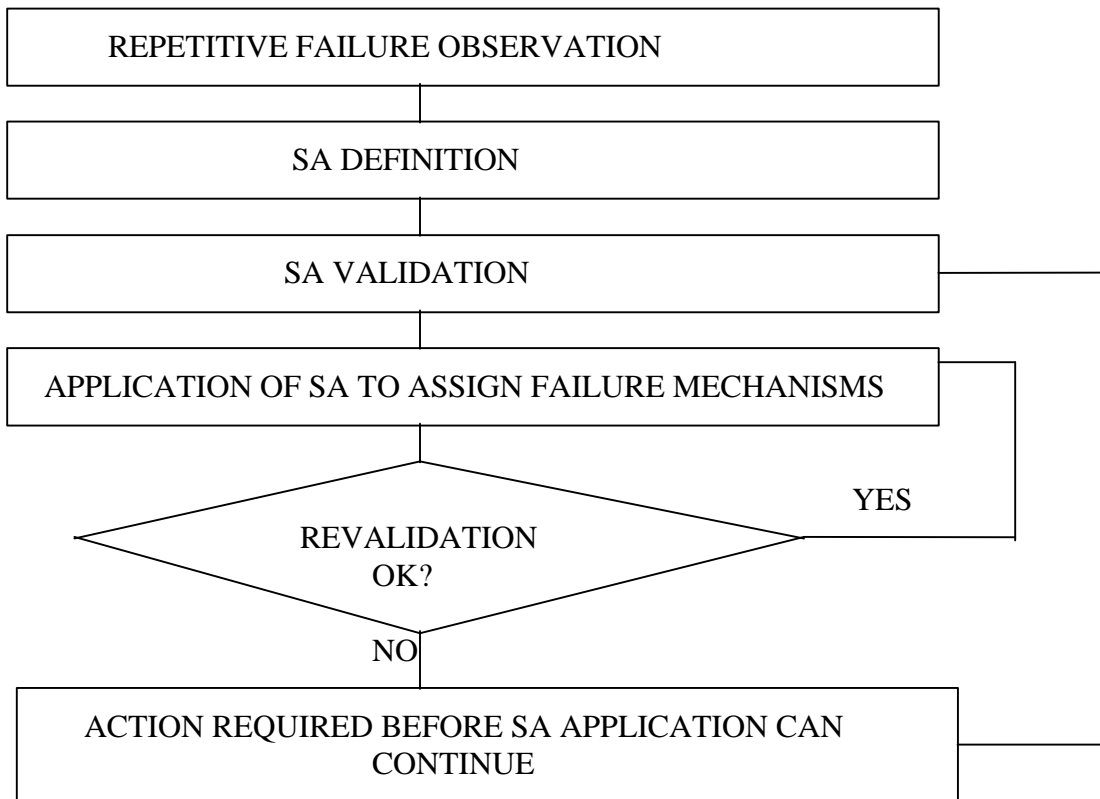 REPETITIVE FAILURE OBSERVATION
SA DEFINITION
SA VALIDATION
APPLICATION OF SA TO ASSIGN FAILURE MECHANISMS
YES
REVALIDATION
OK?
NO
ACTION REQUIRED BEFORE SA APPLICATION CAN
CONTINUE